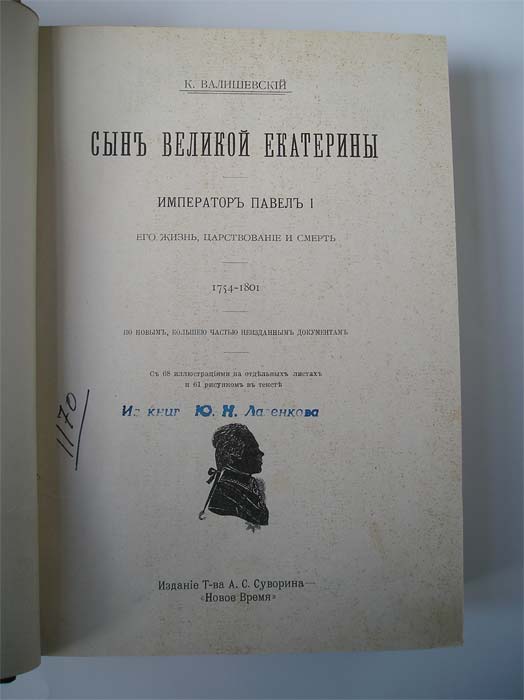 К. ВАЛИШЕВСКІЙ
СЫНЪ ВЕЛИКОЙ ЕКАТЕРИНЫ
ИМПЕРАТОРЪ ПАВЕЛЪ I
ЕГО ЖИЗНЬ, ЦАРСТВОВАНІЕ И СМЕРТЬ
1754-1801
ПО НОВЫМЪ, БОЛЬШЕЮ ЧАСТЬЮ НЕИЗДАННЫМЪ ДОКУМЕНТАМЪ
Съ 68 иллюстраціями на отдѣльныхъ листахъ
и 61 рисункомъ въ текстѣ
Из книг Ю. Н. Лазенкова
1170
Изданіе Т-ва А. С. Суворина—
«Новое Время»